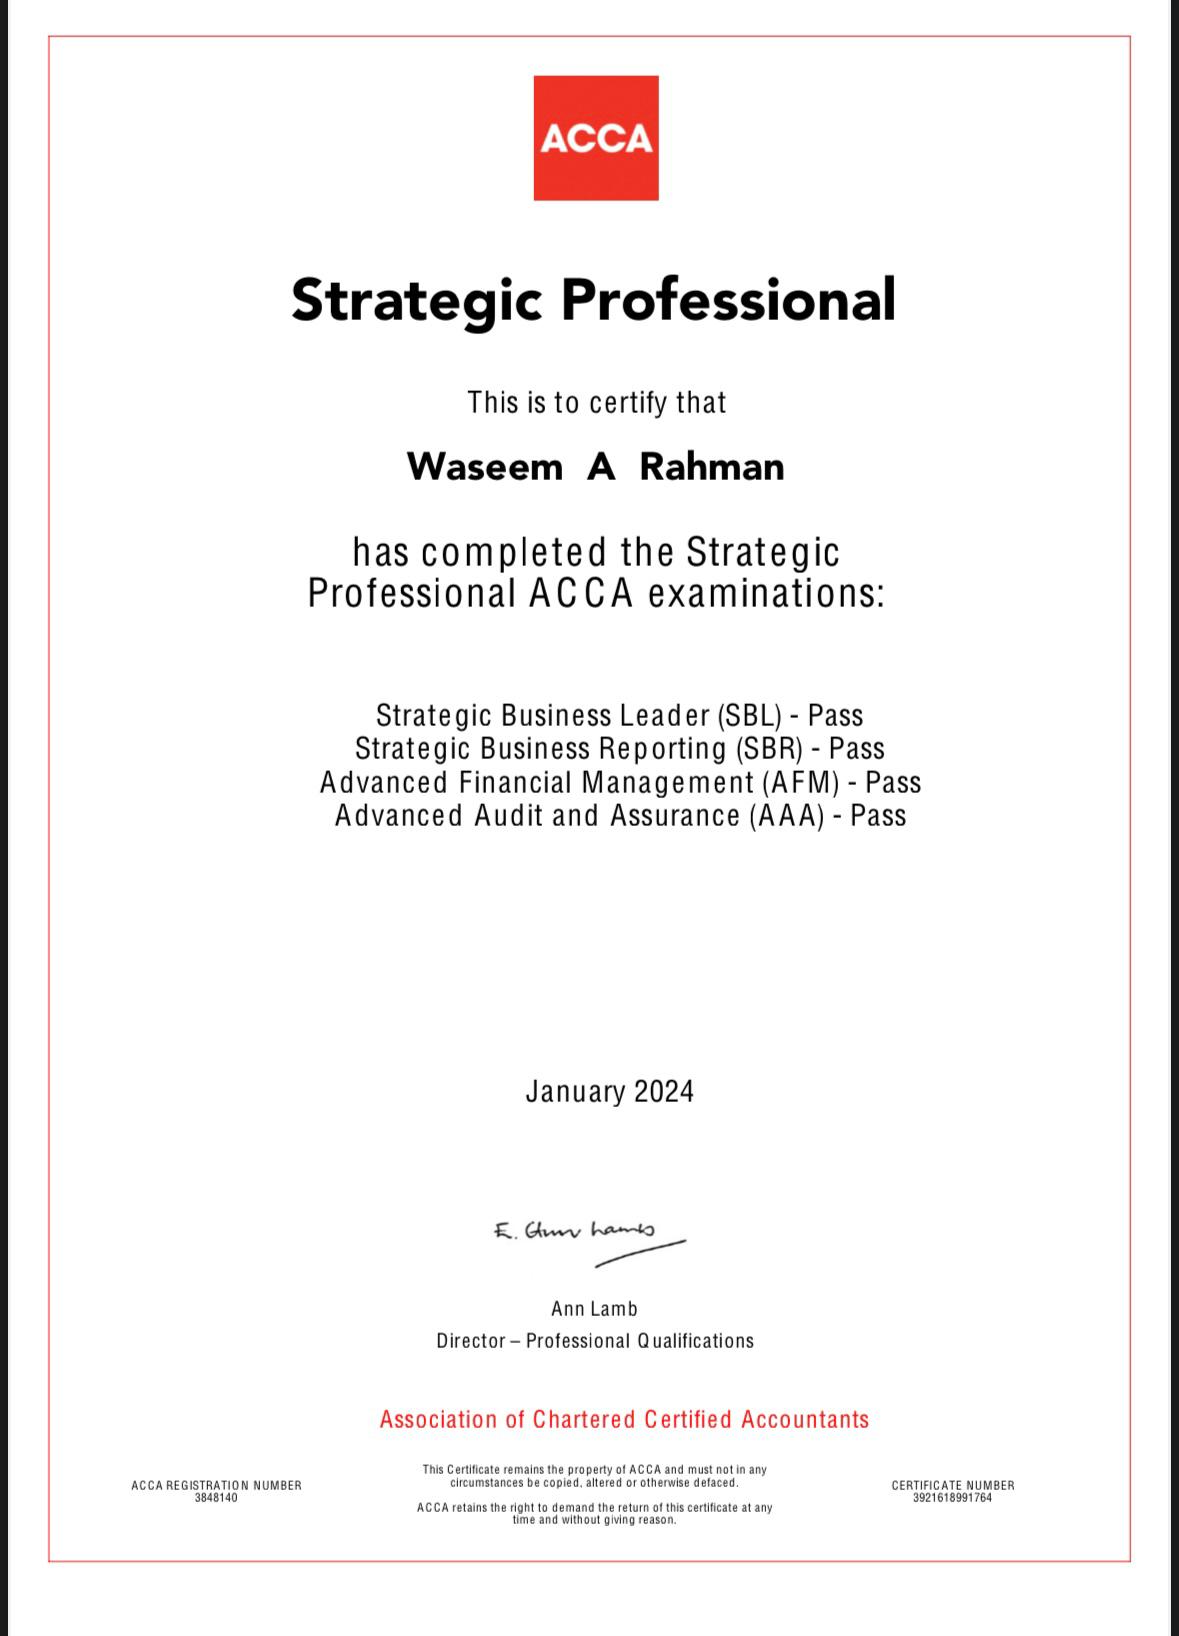 ACCA
Strategic Professional
This is to certify that
Waseem A Rahman
has completed the Strategic
Professional ACCA examinations:
Strategic Business Leader (SBL) - Pass
Strategic Business Reporting (SBR) - Pass
Advanced Financial Management (AFM) - Pass
Advanced Audit and Assurance (AAA) - Pass
January 2024
E. Ann Lamb
Ann Lamb
Director – Professional Qualifications
Association of Chartered Certified Accountants
ACCA REGISTRATION NUMBER
3848140
This Certificate remains the property of ACCA and must not in any
circumstances be copied, altered or otherwise defaced.
ACCA retains the right to demand the return of this certificate at any
time and without giving reason.
CERTIFICATE NUMBER
3921618991764